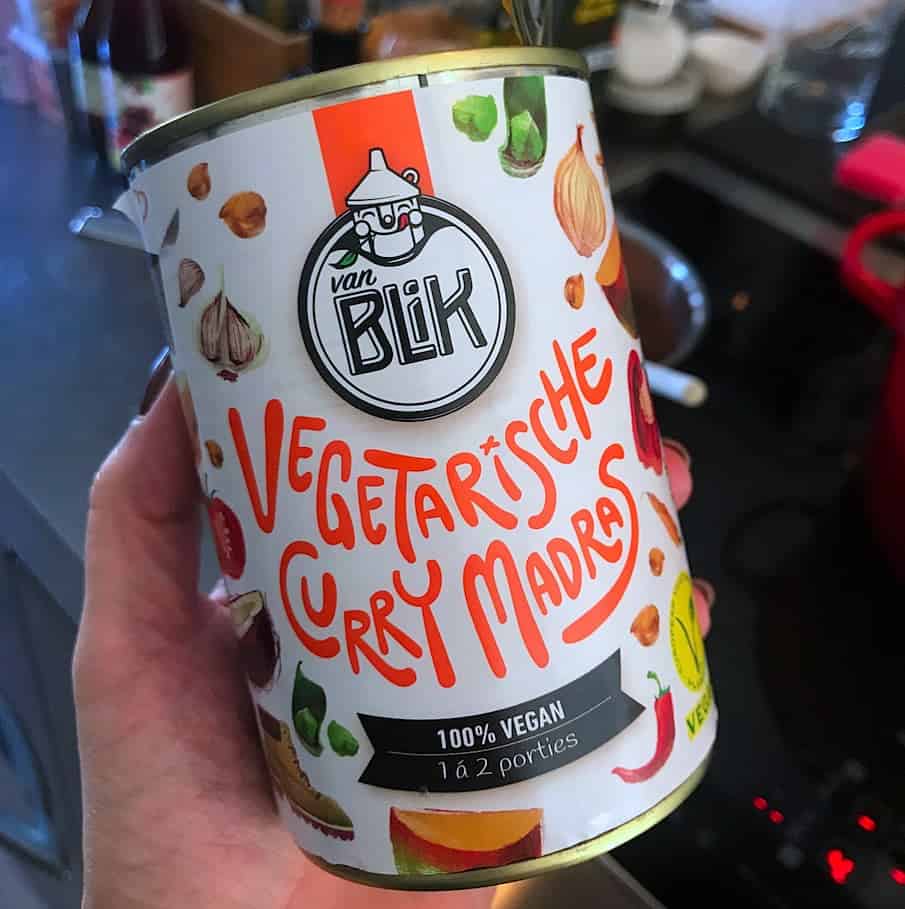 van
BLiK
VEGETARISCHE
CURRY MADRAS
100% VEGAN
1 á 2 porties